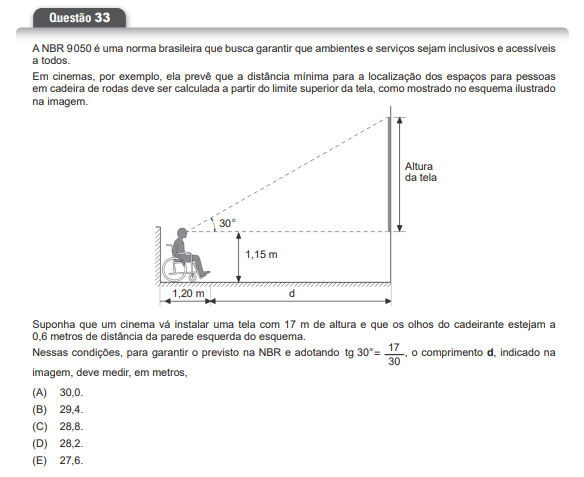 Questão 33
A NBR 9050 é uma norma brasileira que busca garantir que ambientes e serviços sejam inclusivos e acessíveis
a todos.
Em cinemas, por exemplo, ela prevê que a distância mínima para a localização dos espaços para pessoas
em cadeira de rodas deve ser calculada a partir do limite superior da tela, como mostrado no esquema ilustrado
na imagem.
Altura
da tela
30°
1,15 m
1,20 m d
Suponha que um cinema vá instalar uma tela com 17 m de altura e que os olhos do cadeirante estejam a
0,6 metros de distância da parede esquerda do esquema.
Nessas condições, para garantir o previsto na NBR e adotando tg 30° = 17/30, o comprimento d, indicado na
imagem, deve medir, em metros,
(A) 30,0.
(B) 29,4.
(C) 28,8.
(D) 28,2.
(E) 27,6.